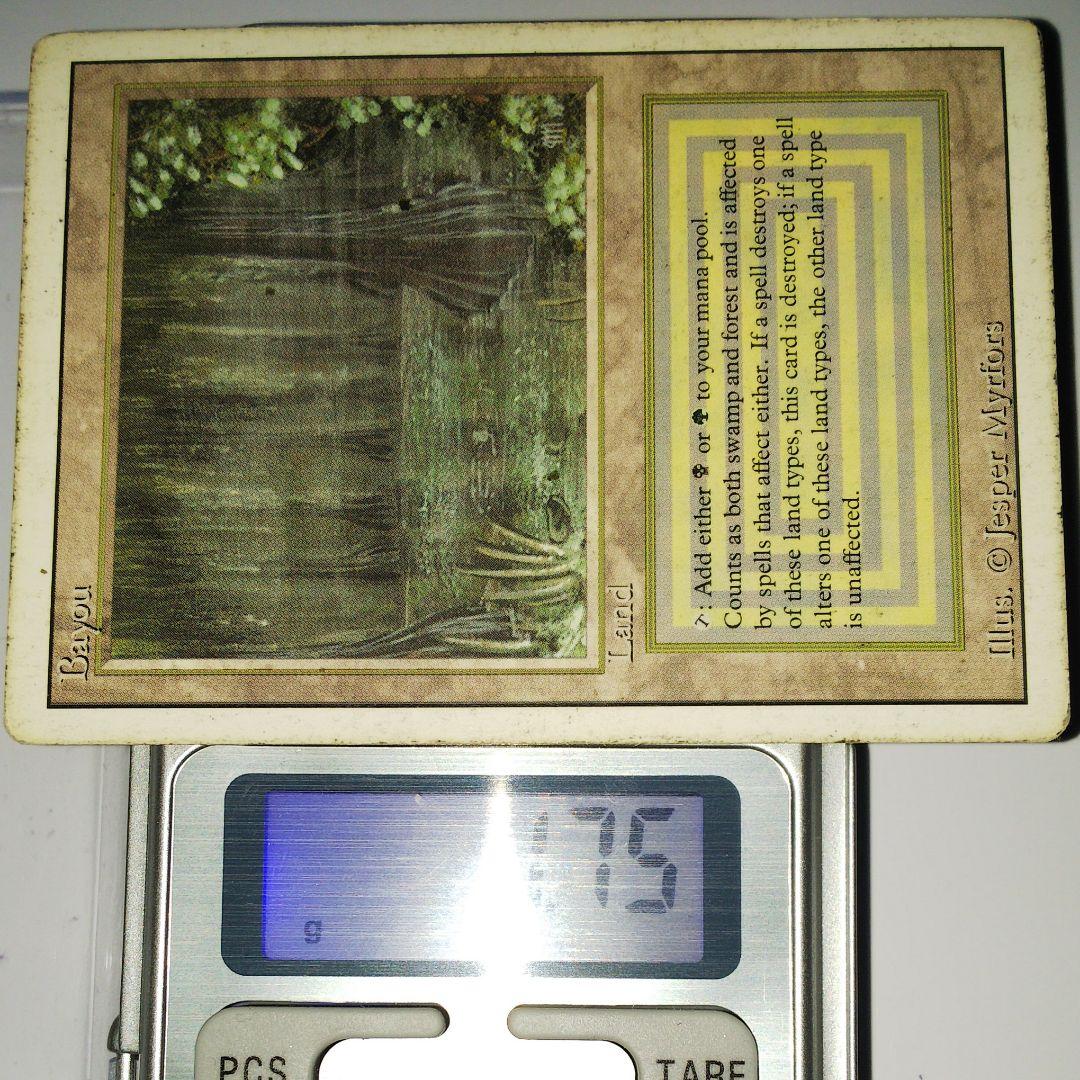 Bayou
Land
: Add either or to your mana pool.
Counts as both swamp and forest and is affected
by spells that affect either. If a spell destroys one
of these land types, this card is destroyed; if a spell
alters one of these land types, the other land type
is unaffected.
Illus. © Jesper Myrfors
75
g
PCS
TARE